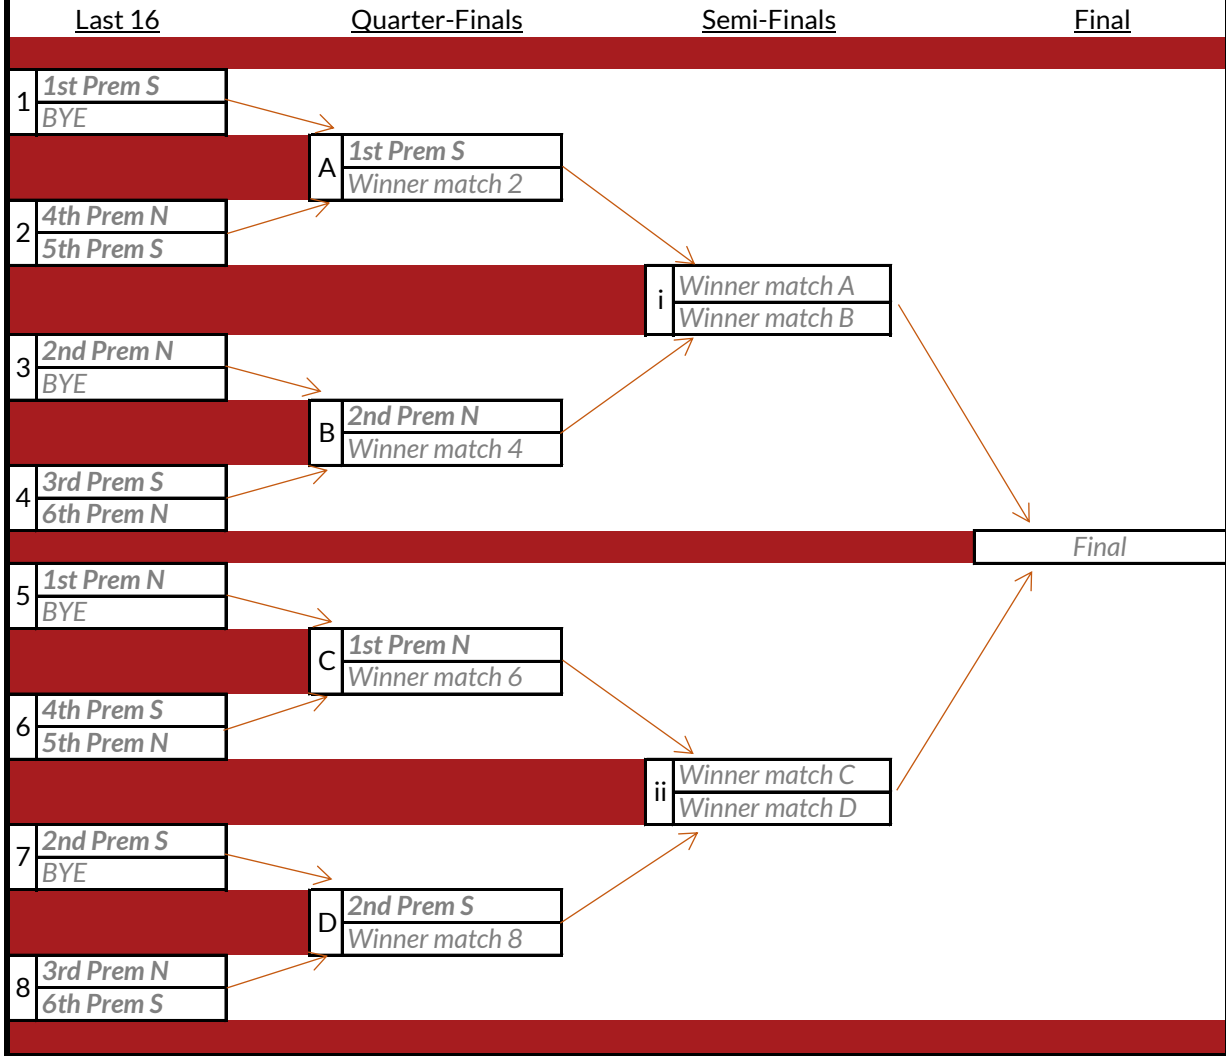 Last 16 Quarter-Finals Semi-Finals Final
1 1st Prem S
BYE
A 1st Prem S
Winner match 2
2 4th Prem N
5th Prem S
i Winner match A
Winner match B
3 2nd Prem N
BYE
B 2nd Prem N
Winner match 4
4 3rd Prem S
6th Prem N
Final
5 1st Prem N
BYE
C 1st Prem N
Winner match 6
6 4th Prem S
5th Prem N
ii Winner match C
Winner match D
7 2nd Prem S
BYE
D 2nd Prem S
Winner match 8
8 3rd Prem N
6th Prem S